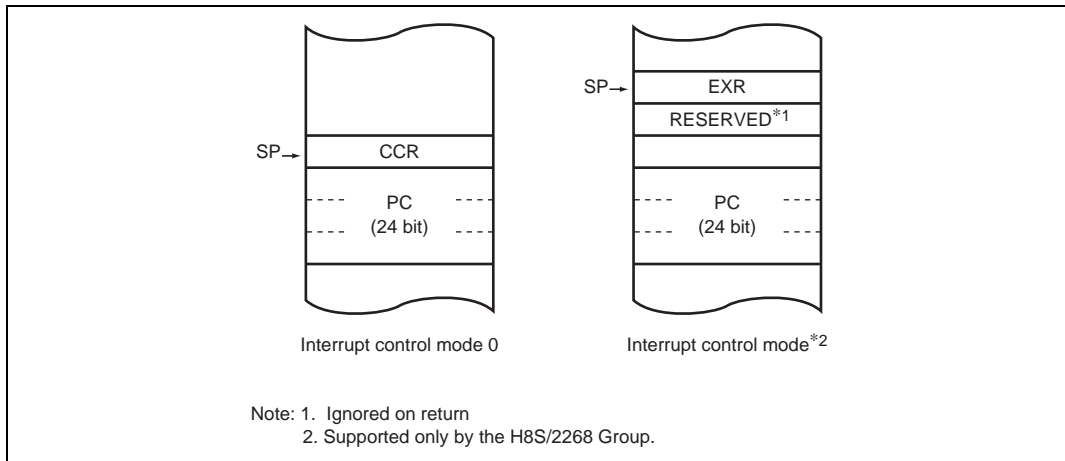 SP
CCR
PC
(24 bit)
Interrupt control mode 0
SP
EXR
RESERVED*1
PC
(24 bit)
Interrupt control mode*2
Note: 1. Ignored on return
2. Supported only by the H8S/2268 Group.